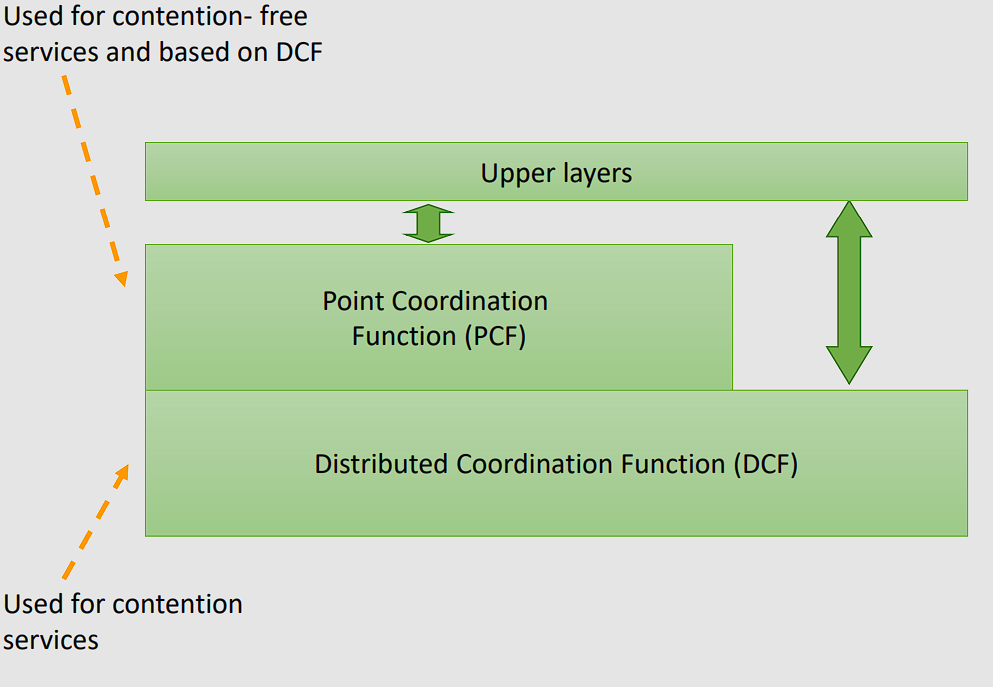 Used for contention- free
services and based on DCF
Upper layers
Point Coordination
Function (PCF)
Distributed Coordination Function (DCF)
Used for contention
services